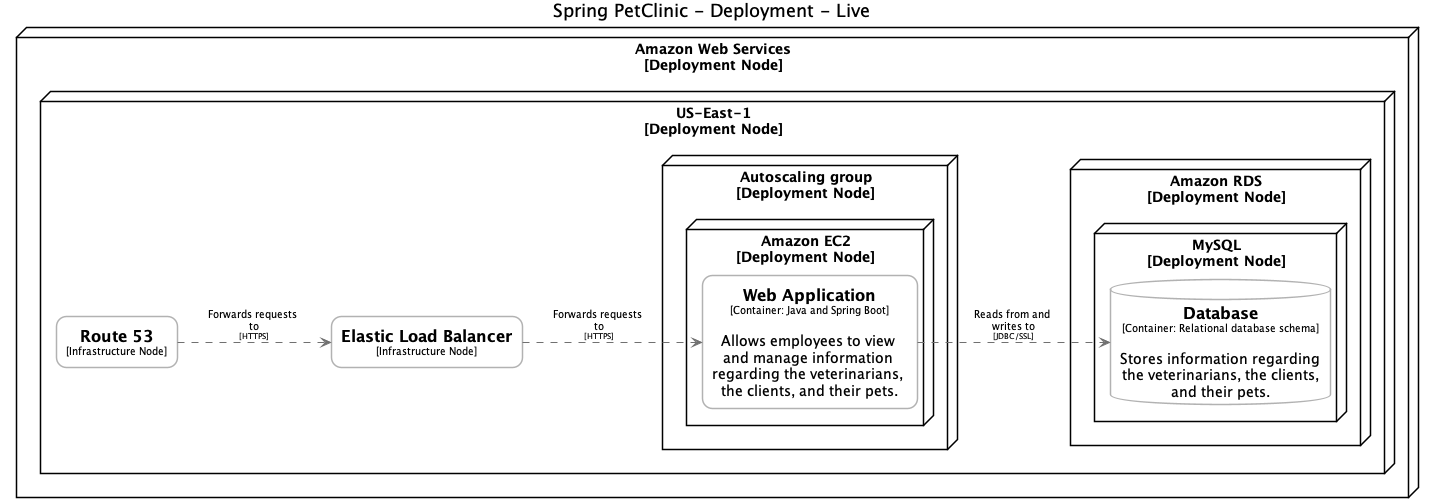 Spring PetClinic – Deployment – Live
Amazon Web Services
[Deployment Node]
US-East-1
[Deployment Node]
Route 53
[Infrastructure Node]
Forwards requests
to
[HTTPS]
Elastic Load Balancer
[Infrastructure Node]
Forwards requests
to
[HTTPS]
Autoscaling group
[Deployment Node]
Amazon EC2
[Deployment Node]
Web Application
[Container: Java and Spring Boot]
Allows employees to view
and manage information
regarding the veterinarians,
the clients, and their pets.
Reads from and
writes to
[JDBC/SSL]
Amazon RDS
[Deployment Node]
MySQL
[Deployment Node]
Database
[Container: Relational database schema]
Stores information regarding
the veterinarians, the clients,
and their pets.